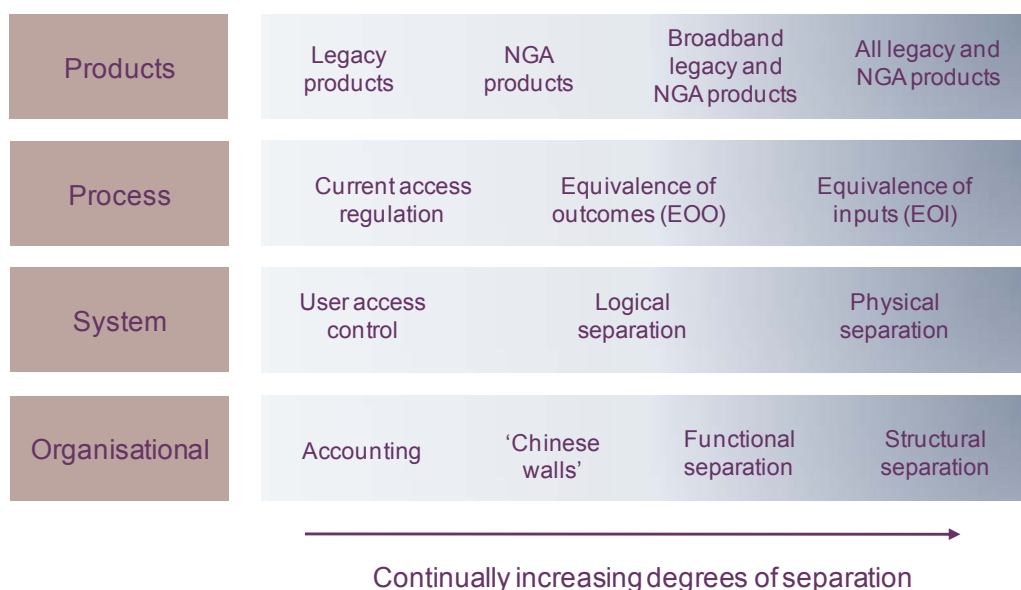 Products
Legacy
products
NGA
products
Broadband
legacy and
NGA products
All legacy and
NGA products
Process
Current access
regulation
Equivalence of
outcomes (EOO)
Equivalence of
inputs (EOI)
System
User access
control
Logical
separation
Physical
separation
Organisational
Accounting
‘Chinese
walls’
Functional
separation
Structural
separation
Continually increasing degrees of separation